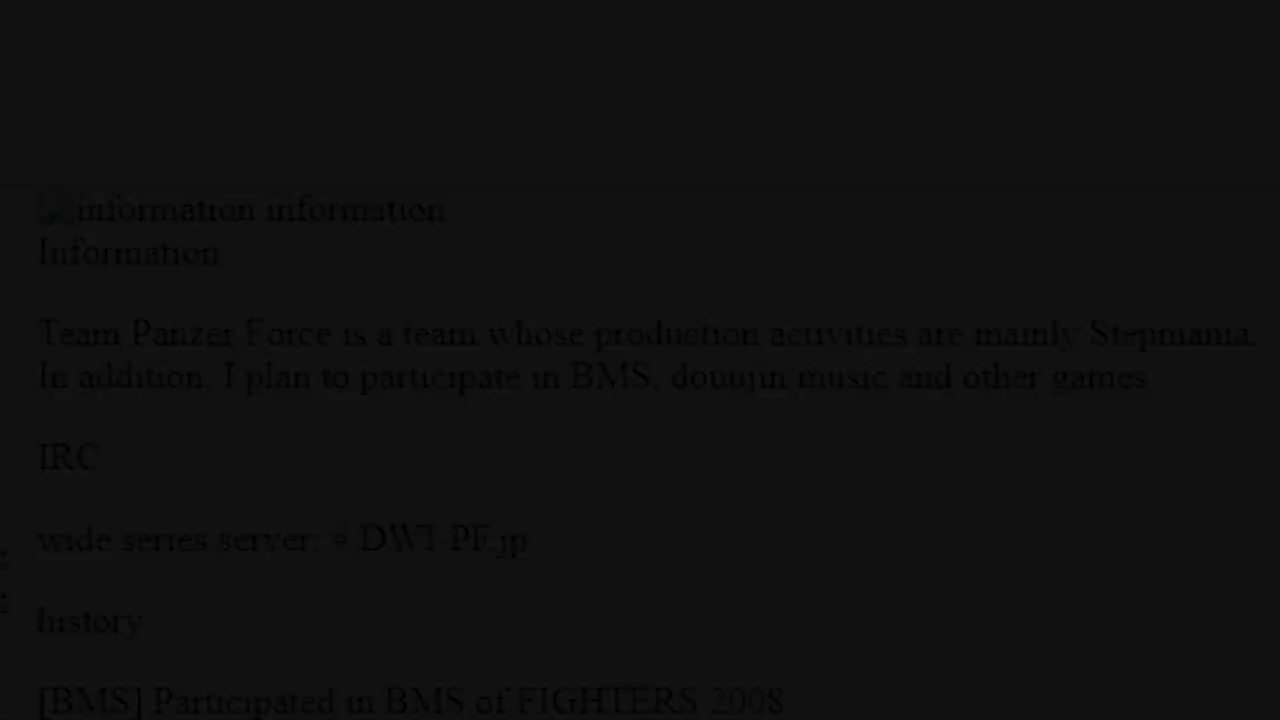 information information
Information
Team Panzer Force is a team whose production activities are mainly Stepmania.
In addition, I plan to participate in BMS, douujin music and other games.
IRC
wide series server: # DWI-PF.jp
history
[BMS] Participated in BMS of FIGHTERS 2008